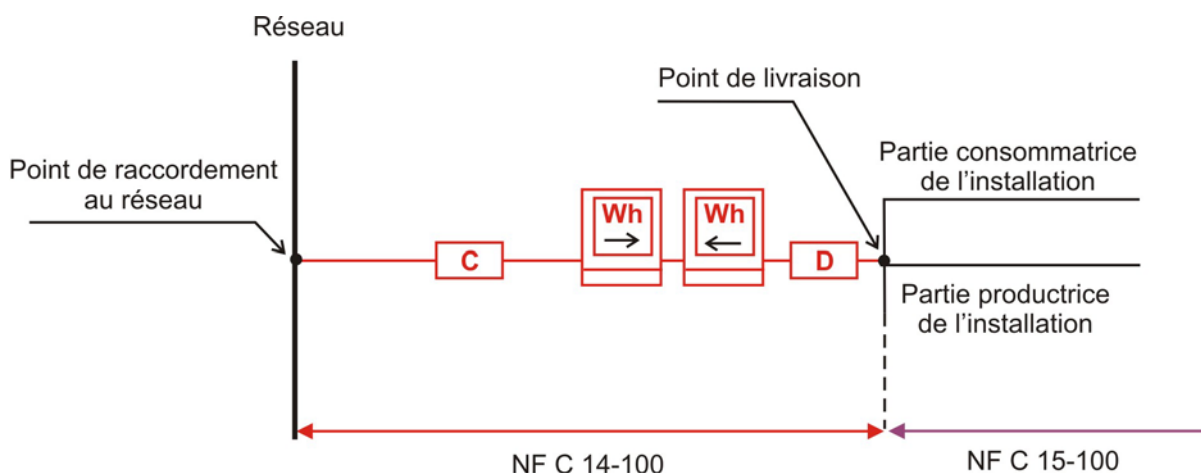 Réseau
Point de livraison
Point de raccordement
au réseau
Partie consommatrice
de l’installation
C
Wh
Wh
D
Partie productrice
de l’installation
NF C 14-100
NF C 15-100